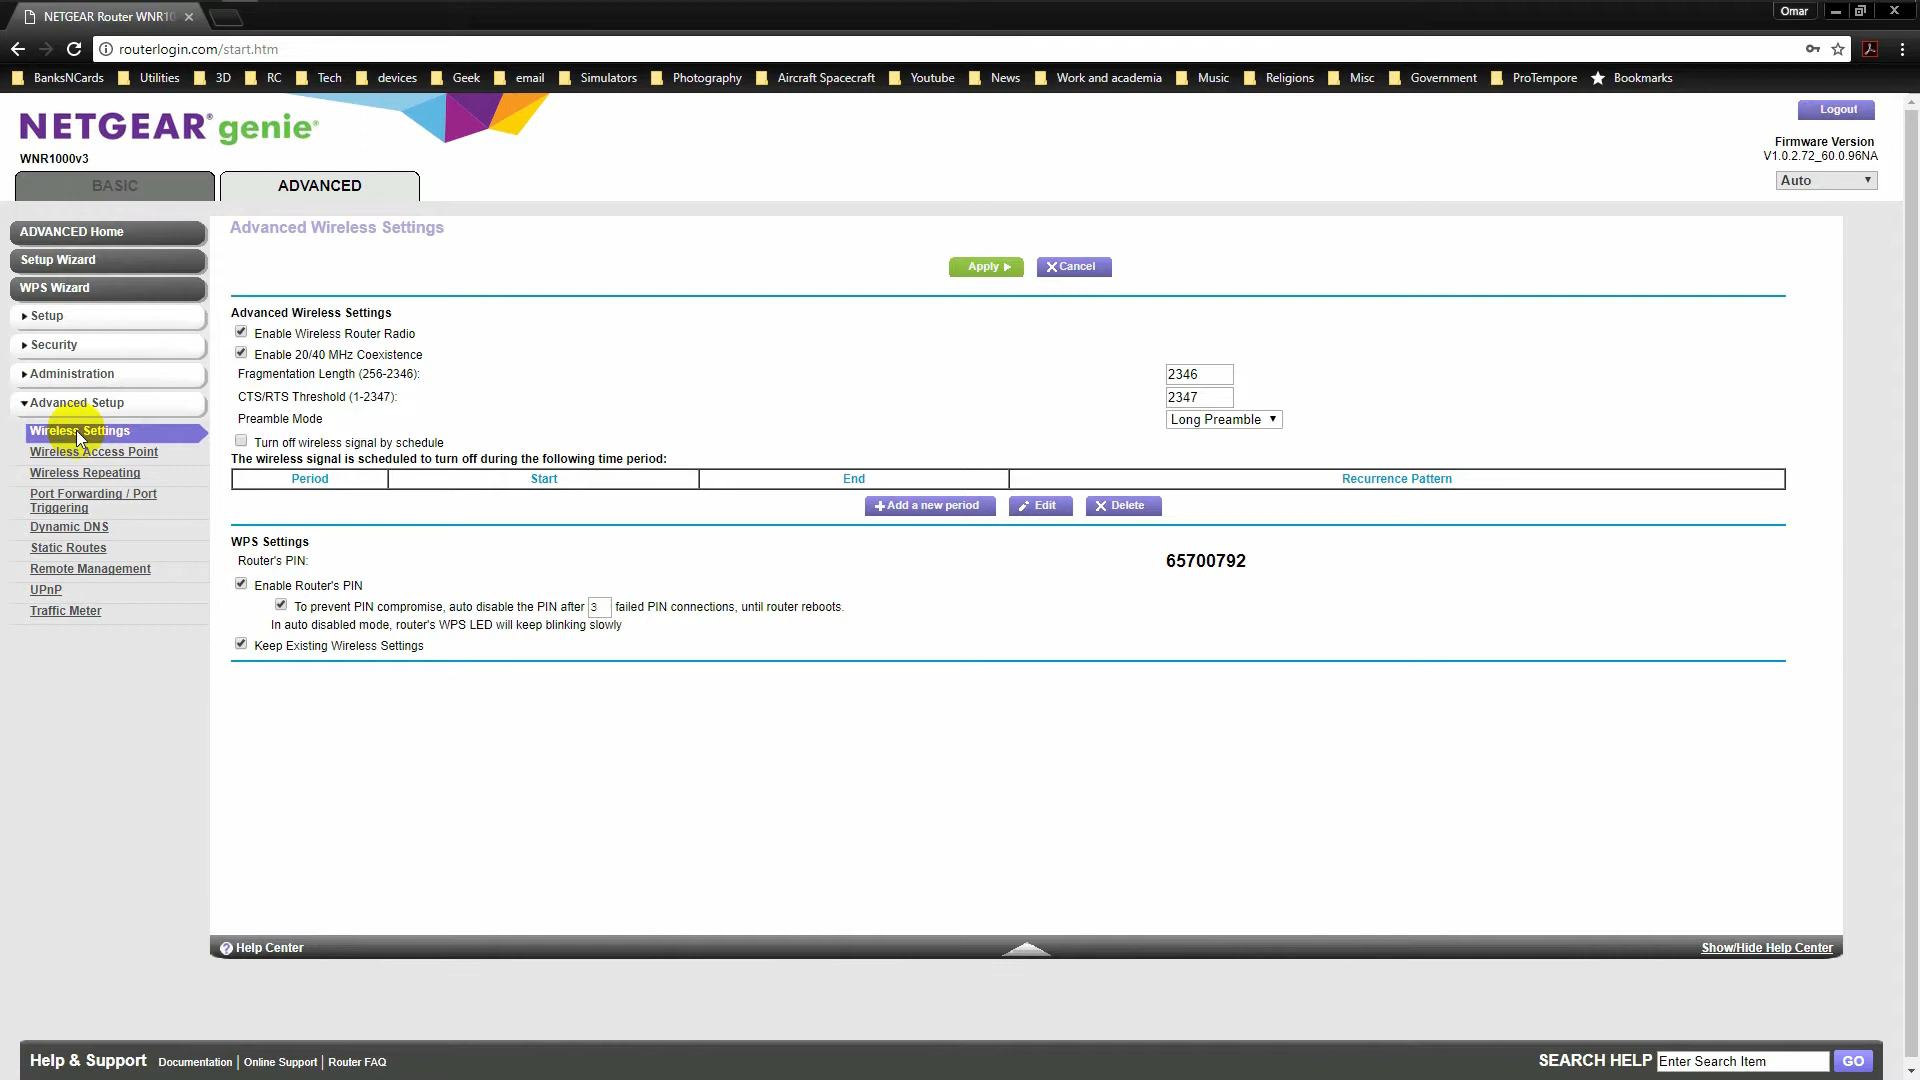 NETGEAR Router WNR10
Omar
routerlogin.com/start.htm
BanksNCards Utilities 3D RC Tech devices Geek email Simulators Photography Aircraft Spacecraft Youtube News Work and academia Music Religions Misc Government ProTempore Bookmarks
NETGEAR® genie®
Logout
WNR1000v3
Firmware Version
V1.0.2.72_60.0.96NA
BASIC
ADVANCED
Auto
ADVANCED Home
Setup Wizard
WPS Wizard
Setup
Security
Administration
Advanced Setup
Wireless Settings
Wireless Access Point
Wireless Repeating
Port Forwarding / Port
Triggering
Dynamic DNS
Static Routes
Remote Management
UPnP
Traffic Meter
Advanced Wireless Settings
Apply
Cancel
Advanced Wireless Settings
Enable Wireless Router Radio
Enable 20/40 MHz Coexistence
Fragmentation Length (256-2346): 2346
CTS/RTS Threshold (1-2347): 2347
Preamble Mode Long Preamble
Turn off wireless signal by schedule
The wireless signal is scheduled to turn off during the following time period:
Period Start End Recurrence Pattern
Add a new period Edit Delete
WPS Settings
Router's PIN: 65700792
Enable Router's PIN
To prevent PIN compromise, auto disable the PIN after 3 failed PIN connections, until router reboots.
In auto disabled mode, router's WPS LED will keep blinking slowly
Keep Existing Wireless Settings
Help Center
Show/Hide Help Center
Help & Support Documentation | Online Support | Router FAQ
SEARCH HELP Enter Search Item GO